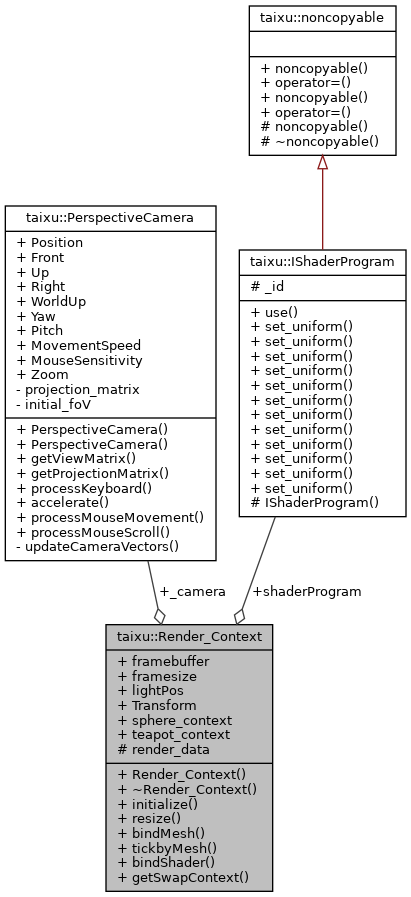 taixu::noncopyable
+ noncopyable()
+ operator=()
+ noncopyable()
+ operator=()
# noncopyable()
# ~noncopyable()
taixu::PerspectiveCamera
+ Position
+ Front
+ Up
+ Right
+ WorldUp
+ Yaw
+ Pitch
+ MovementSpeed
+ MouseSensitivity
+ Zoom
- projection_matrix
- initial_foV
+ PerspectiveCamera()
+ PerspectiveCamera()
+ getViewMatrix()
+ getProjectionMatrix()
+ processKeyboard()
+ accelerate()
+ processMouseMovement()
+ processMouseScroll()
- updateCameraVectors()
taixu::IShaderProgram
# _id
+ use()
+ set_uniform()
+ set_uniform()
+ set_uniform()
+ set_uniform()
+ set_uniform()
+ set_uniform()
+ set_uniform()
+ set_uniform()
+ set_uniform()
+ set_uniform()
+ set_uniform()
+ set_uniform()
# IShaderProgram()
+_camera
+shaderProgram
taixu::Render_Context
+ framebuffer
+ framesize
+ lightPos
+ Transform
+ sphere_context
+ teapot_context
# render_data
+ Render_Context()
+ ~Render_Context()
+ initialize()
+ resize()
+ bindMesh()
+ tickbyMesh()
+ bindShader()
+ getSwapContext()